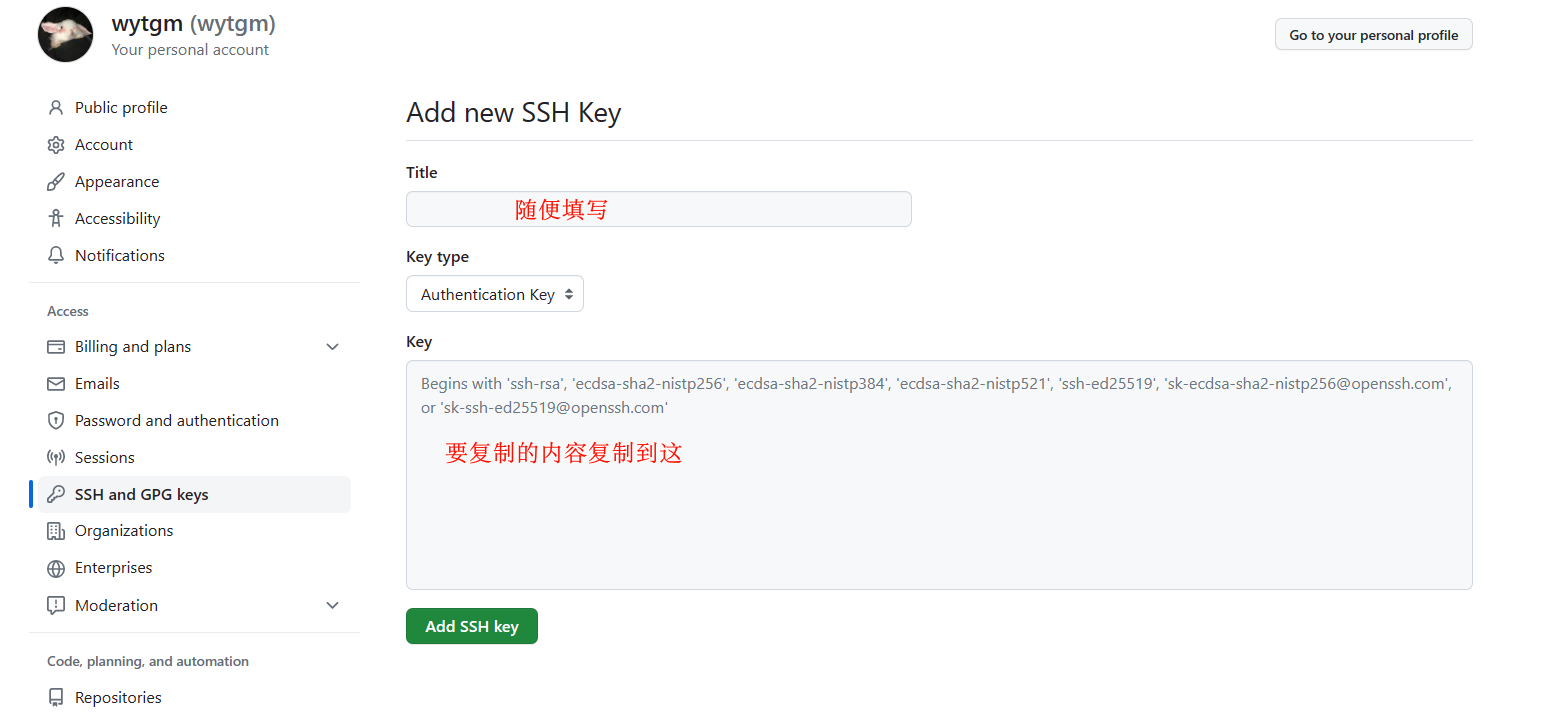 wytgm (wytgm)
Your personal account
Go to your personal profile
Public profile
Account
Appearance
Accessibility
Notifications
Access
Billing and plans
Emails
Password and authentication
Sessions
SSH and GPG keys
Organizations
Enterprises
Moderation
Code, planning, and automation
Repositories
Add new SSH Key
Title
随便填写
Key type
Authentication Key
Key
Begins with 'ssh-rsa', 'ecdsa-sha2-nistp256', 'ecdsa-sha2-nistp384', 'ecdsa-sha2-nistp521', 'ssh-ed25519', 'sk-ecdsa-sha2-nistp256@openssh.com',
or 'sk-ssh-ed25519@openssh.com'
要复制的内容复制到这
Add SSH key